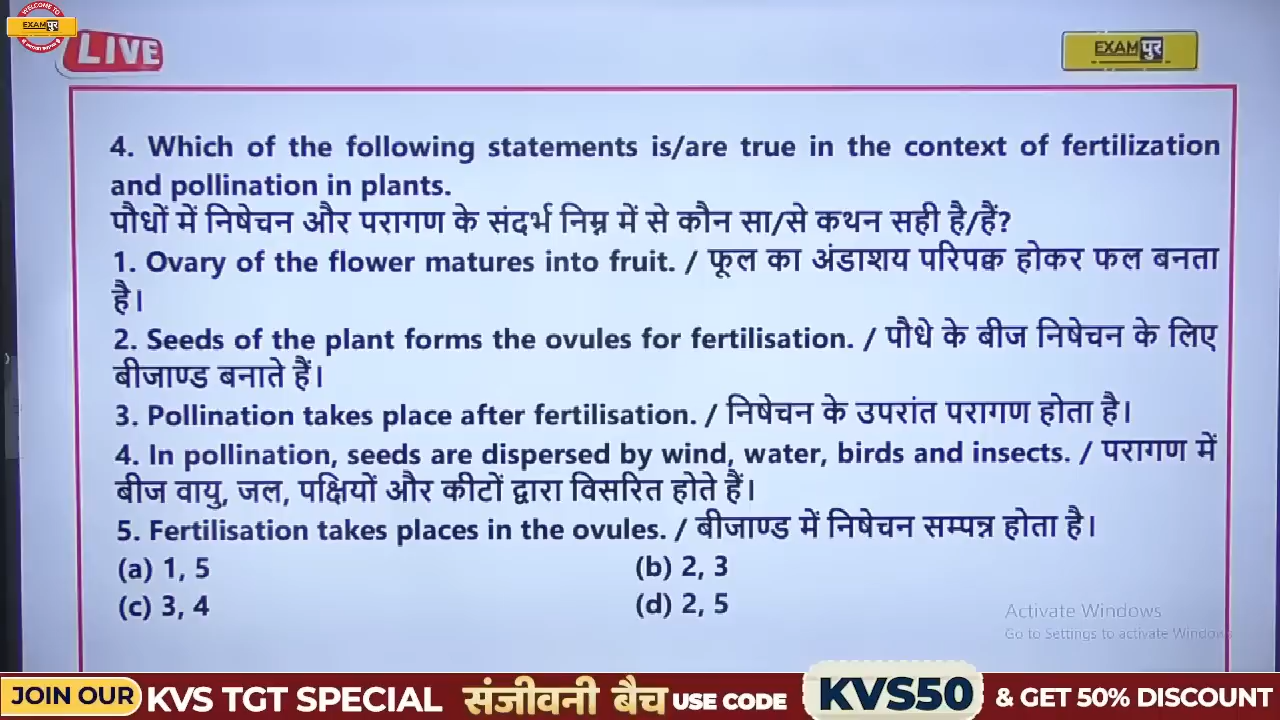 WELCOME TO
EXAMपुर
LIVE
EXAMपुर
4. Which of the following statements is/are true in the context of fertilization
and pollination in plants.
पौधों में निषेचन और परागण के संदर्भ निम्न में से कौन सा/से कथन सही है/हैं?
1. Ovary of the flower matures into fruit. / फूल का अंडाशय परिपक्व होकर फल बनता
है।
2. Seeds of the plant forms the ovules for fertilisation. / पौधे के बीज निषेचन के लिए
बीजाण्ड बनाते हैं।
3. Pollination takes place after fertilisation. / निषेचन के उपरांत परागण होता है।
4. In pollination, seeds are dispersed by wind, water, birds and insects. / परागण में
बीज वायु, जल, पक्षियों और कीटों द्वारा विसरित होते हैं।
5. Fertilisation takes places in the ovules. / बीजाण्ड में निषेचन सम्पन्न होता है।
(a) 1, 5 (b) 2, 3
(c) 3, 4 (d) 2, 5
Activate Windows
Go to Settings to activate Windows
JOIN OUR KVS TGT SPECIAL संजीवनी बैच USE CODE KVS50 & GET 50% DISCOUNT